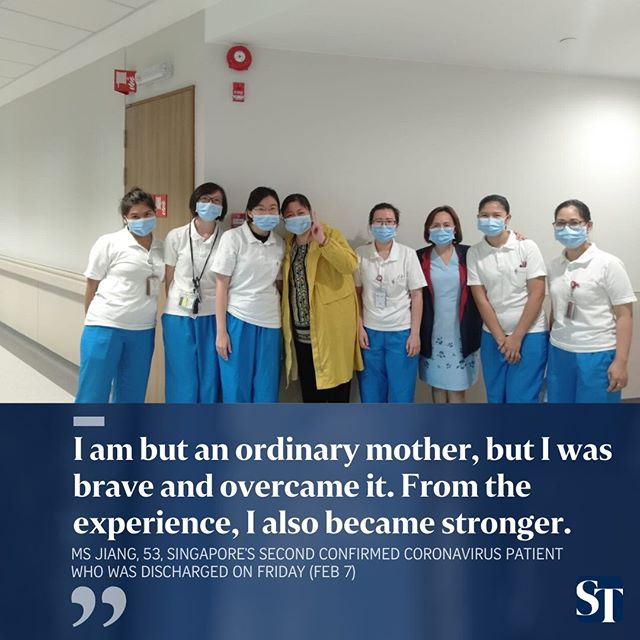 I am but an ordinary mother, but I was
brave and overcame it. From the
experience, I also became stronger.
MS JIANG, 53, SINGAPORE'S SECOND CONFIRMED CORONAVIRUS PATIENT
WHO WAS DISCHARGED ON FRIDAY (FEB 7)
ST